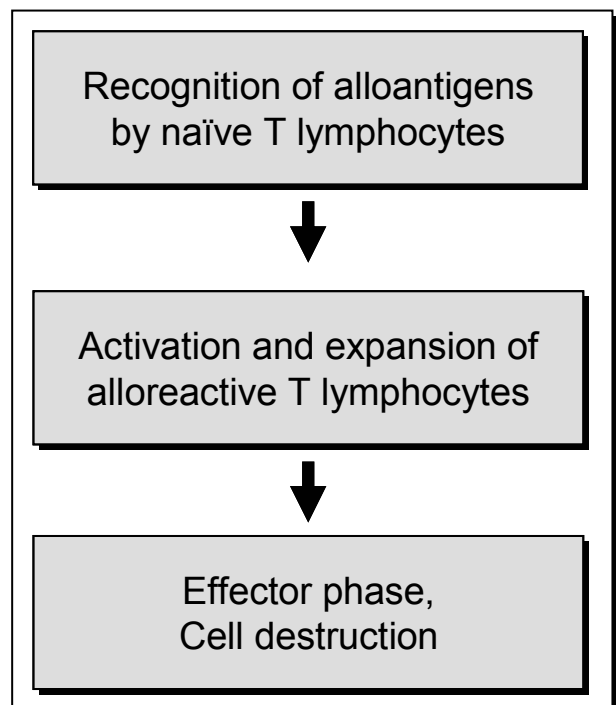 Recognition of alloantigens
by naïve T lymphocytes
Activation and expansion of
alloreactive T lymphocytes
Effector phase,
Cell destruction